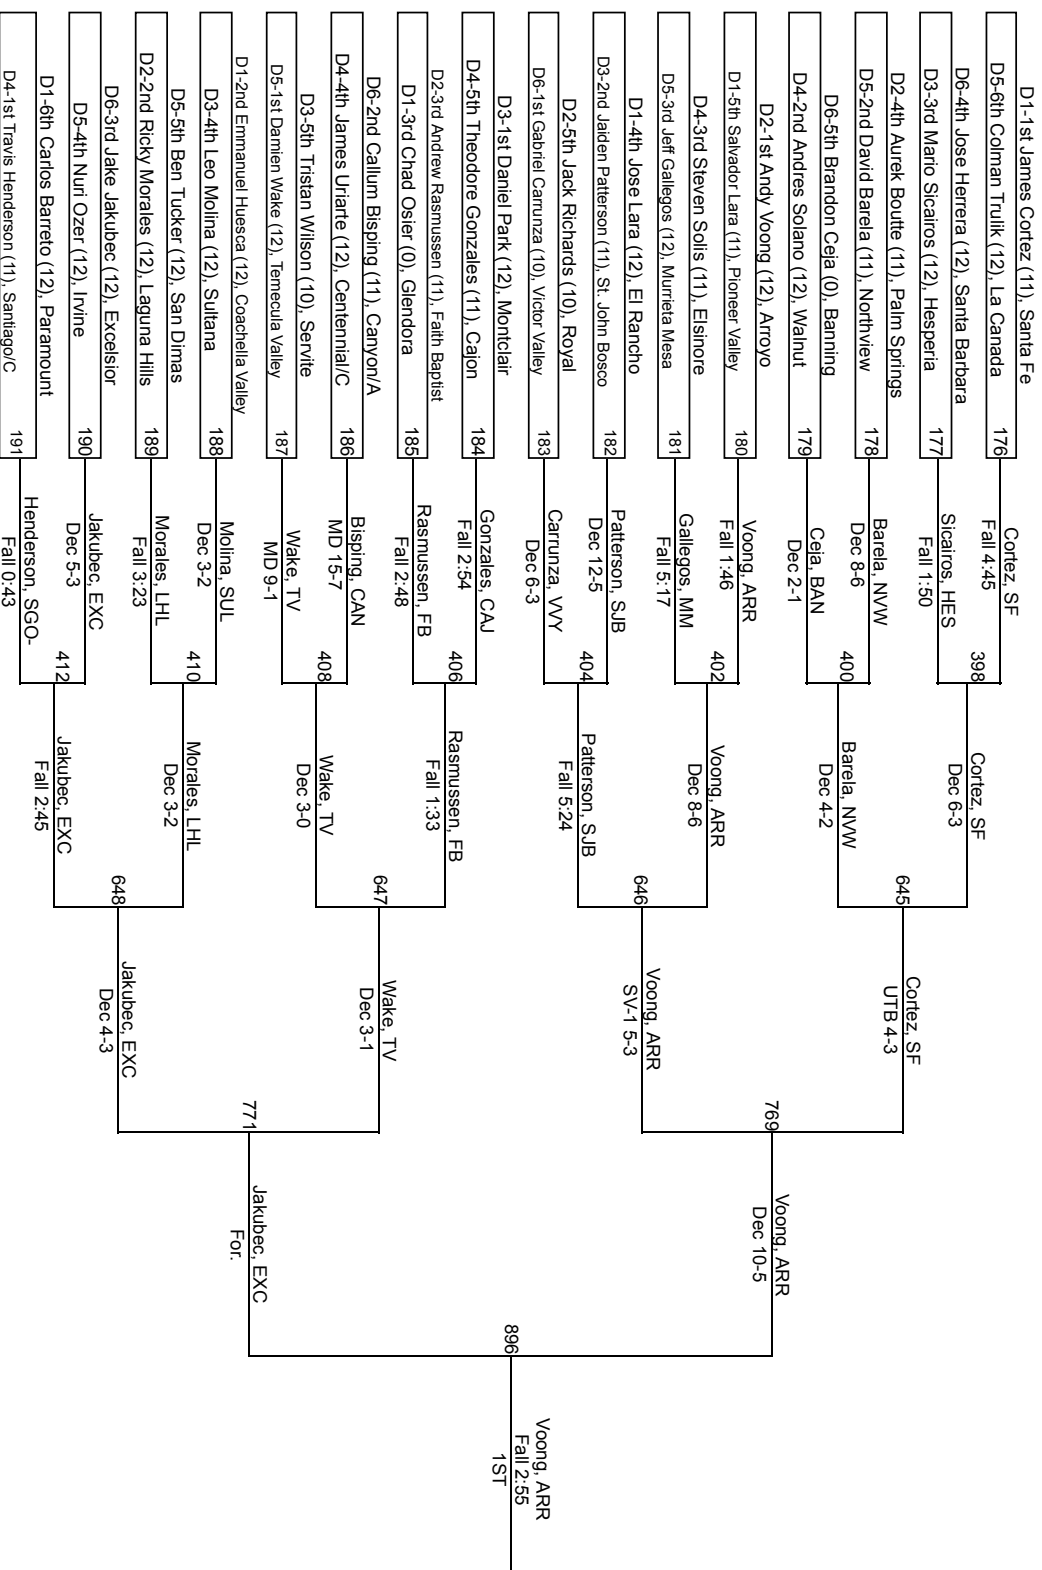 D1-1st James Cortez (11), Santa Fe
D5-6th Colman Trulik (12), La Canada
D6-4th Jose Herrera (12), Santa Barbara
D3-3rd Mario Sicairos (12), Hesperia
D2-4th Aurek Boutte (11), Palm Springs
D5-2nd David Barela (11), Northview
D6-5th Brandon Ceja (0), Banning
D4-2nd Andres Solano (12), Walnut
D2-1st Andy Voong (12), Arroyo
D1-5th Salvador Lara (11), Pioneer Valley
D4-3rd Steven Solis (11), Elsinore
D5-3rd Jeff Gallegos (12), Murrieta Mesa
D1-4th Jose Lara (12), El Rancho
D3-2nd Jaiden Patterson (11), St. John Bosco
D2-5th Jack Richards (10), Royal
D6-1st Gabriel Carrunza (10), Victor Valley
D3-1st Daniel Park (12), Montclair
D4-5th Theodore Gonzales (11), Cajon
D2-3rd Andrew Rasmussen (11), Faith Baptist
D1-3rd Chad Osier (0), Glendora
D6-2nd Callum Bisping (11), Canyon/A
D4-4th James Uriarte (12), Centennial/C
D3-5th Tristan Wilson (10), Servite
D5-1st Damien Wake (12), Temecula Valley
D1-2nd Emmanuel Huesca (12), Coachella Valley
D3-4th Leo Molina (12), Sultana
D5-5th Ben Tucker (12), San Dimas
D2-2nd Ricky Morales (12), Laguna Hills
D6-3rd Jake Jakubec (12), Excelsior
D5-4th Nuri Ozer (12), Irvine
D1-6th Carlos Barreto (12), Paramount
D4-1st Travis Henderson (11), Santiago/C
176
177
178
179
180
181
182
183
184
185
186
187
188
189
190
191
Cortez, SF
Fall 4:45
Sicairos, HES
Fall 1:50
Barela, NVW
Dec 8-6
Ceja, BAN
Dec 2-1
Voong, ARR
Fall 1:46
Gallegos, MM
Fall 5:17
Patterson, SJB
Dec 12-5
Carrunza, VVY
Dec 6-3
Gonzales, CAJ
Fall 2:54
Rasmussen, FB
Fall 2:48
Bisping, CAN
MD 15-7
Wake, TV
MD 9-1
Molina, SUL
Dec 3-2
Morales, LHL
Fall 3:23
Jakubec, EXC
Dec 5-3
Henderson, SGO-
Fall 0:43
398
400
402
404
406
408
410
412
Cortez, SF
Dec 6-3
Barela, NVW
Dec 4-2
Voong, ARR
Dec 8-6
Patterson, SJB
Fall 5:24
Rasmussen, FB
Fall 1:33
Wake, TV
Dec 3-0
Morales, LHL
Dec 3-2
Jakubec, EXC
Fall 2:45
645
646
647
648
Cortez, SF
UTB 4-3
Voong, ARR
SV-1 5-3
Wake, TV
Dec 3-1
Jakubec, EXC
Dec 4-3
769
771
Voong, ARR
Dec 10-5
Jakubec, EXC
For.
896
Voong, ARR
Fall 2:55
1ST